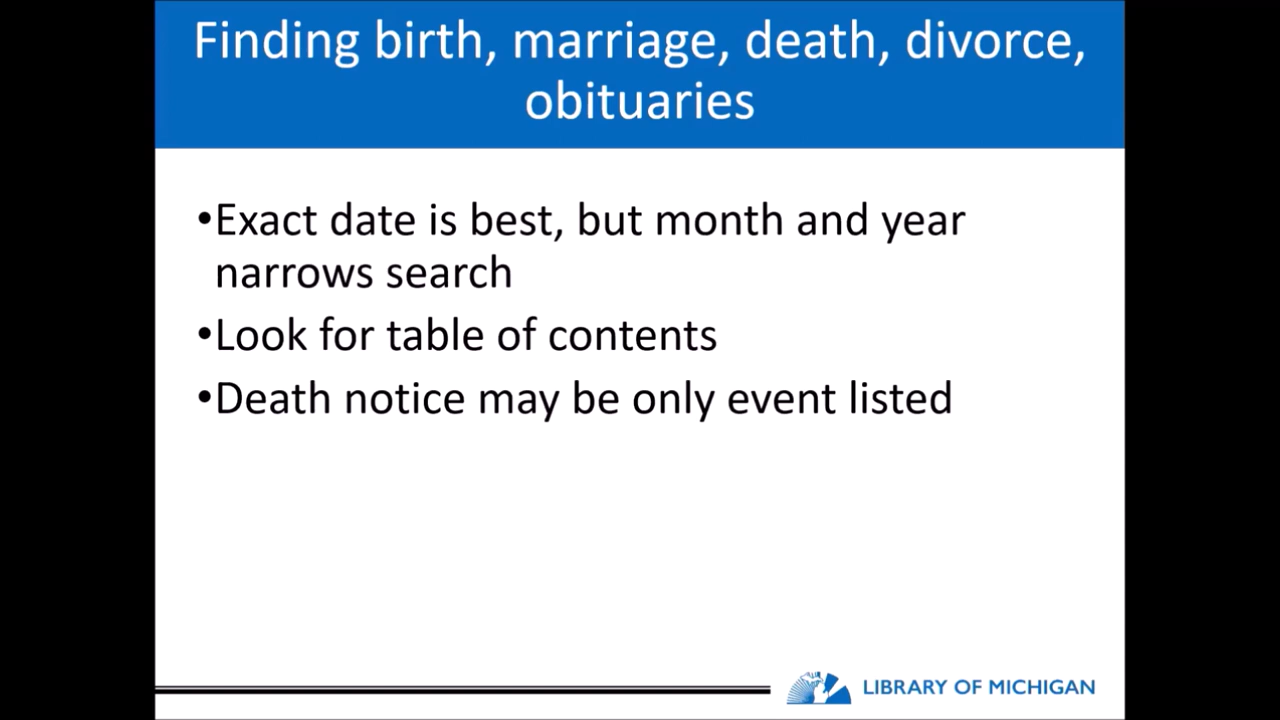 Finding birth, marriage, death, divorce,
obituaries
•Exact date is best, but month and year
narrows search
•Look for table of contents
•Death notice may be only event listed
LIBRARY OF MICHIGAN